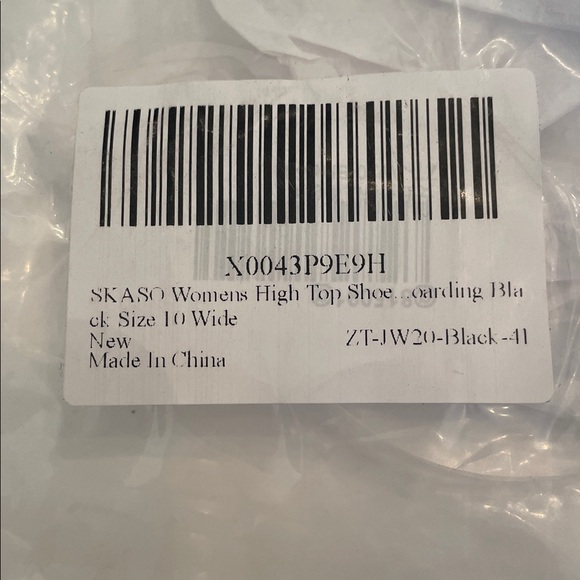 X0043P9E9H
SKASO Womens High Top Shoe...oarding Bla
ck Size 10 Wide
New ZT-JW20-Black-41
Made In China